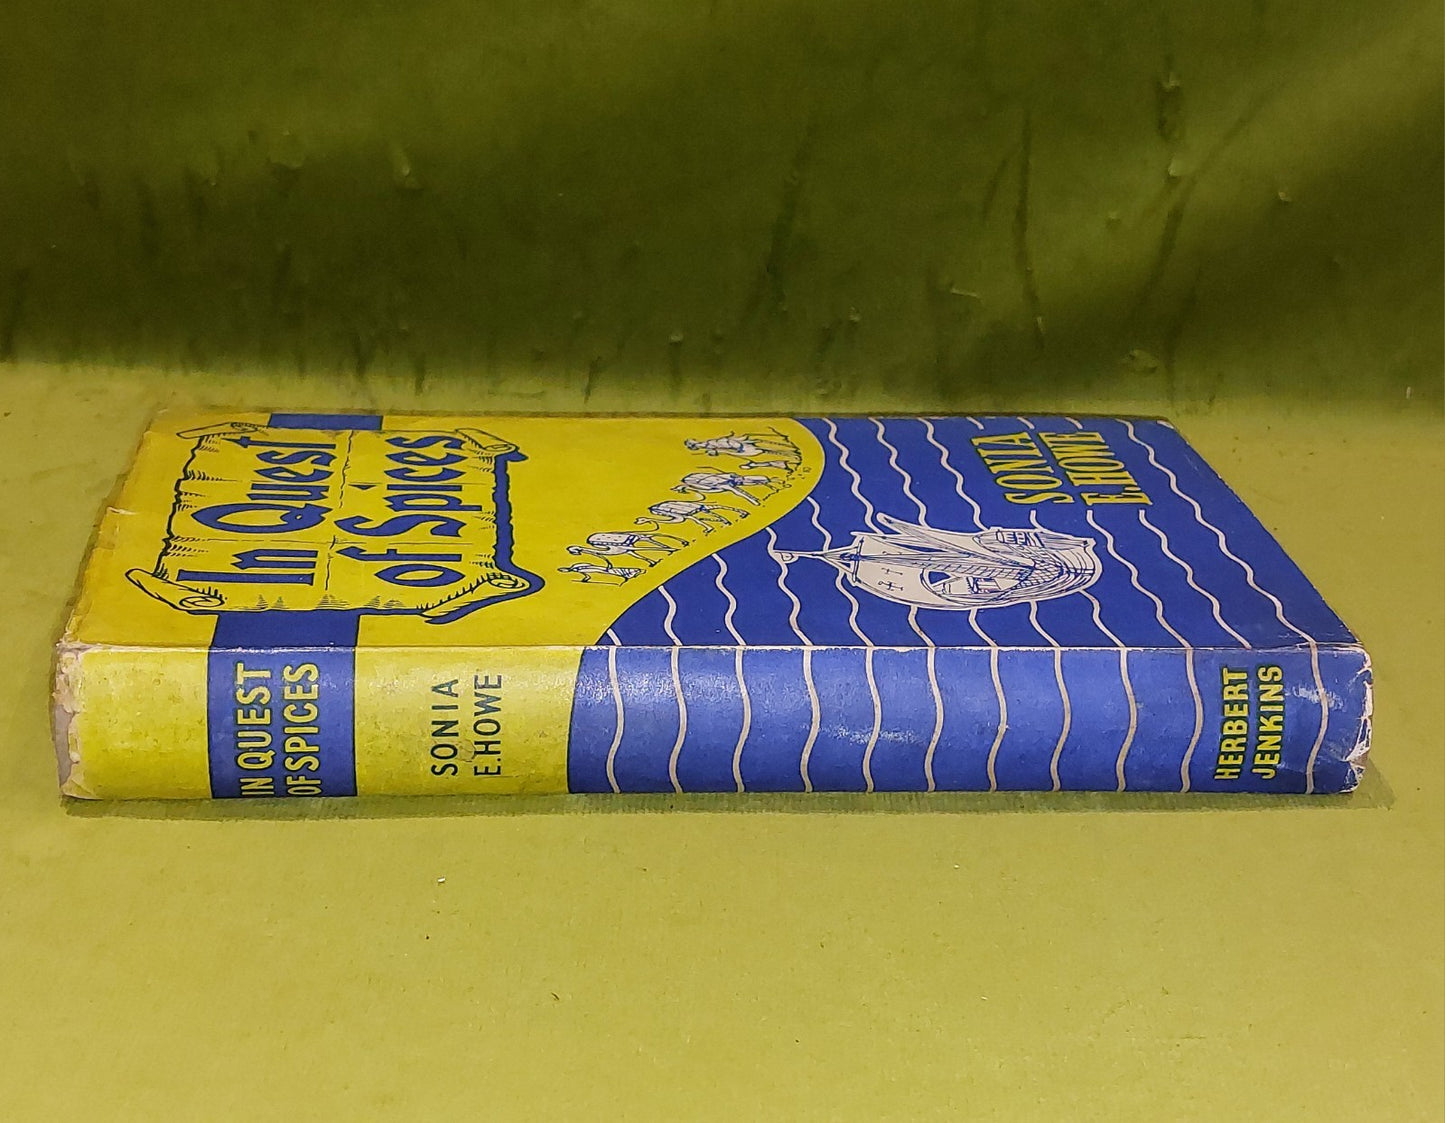 In Quest
of Spices
SONIA
E. HOWE
IN QUEST
OF SPICES
SONIA
E. HOWE
HERBERT
JENKINS